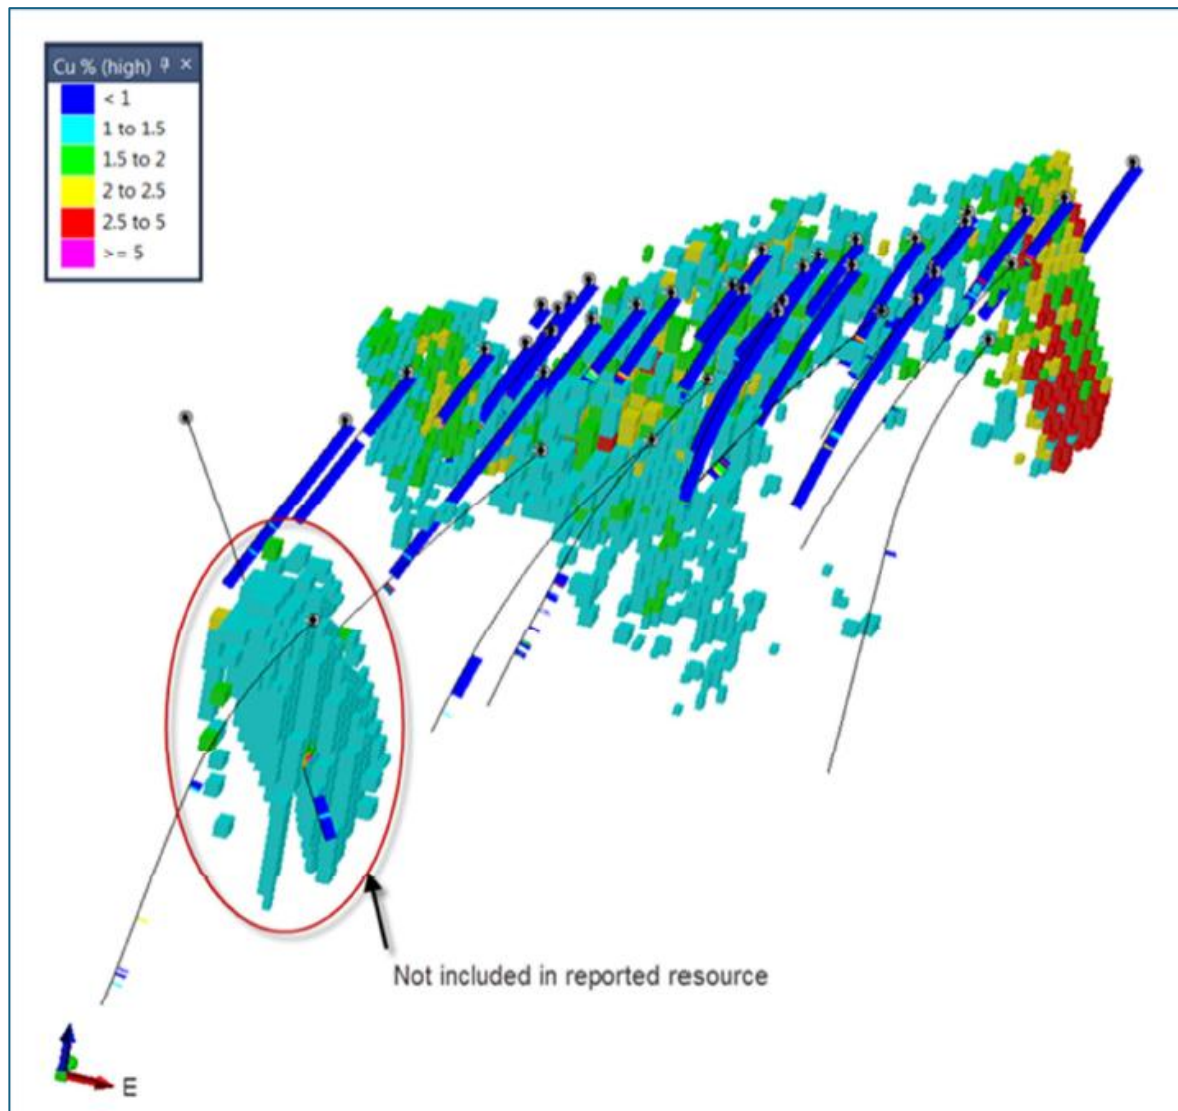 Cu % (high)
< 1
1 to 1.5
1.5 to 2
2 to 2.5
2.5 to 5
>= 5
Not included in reported resource
E